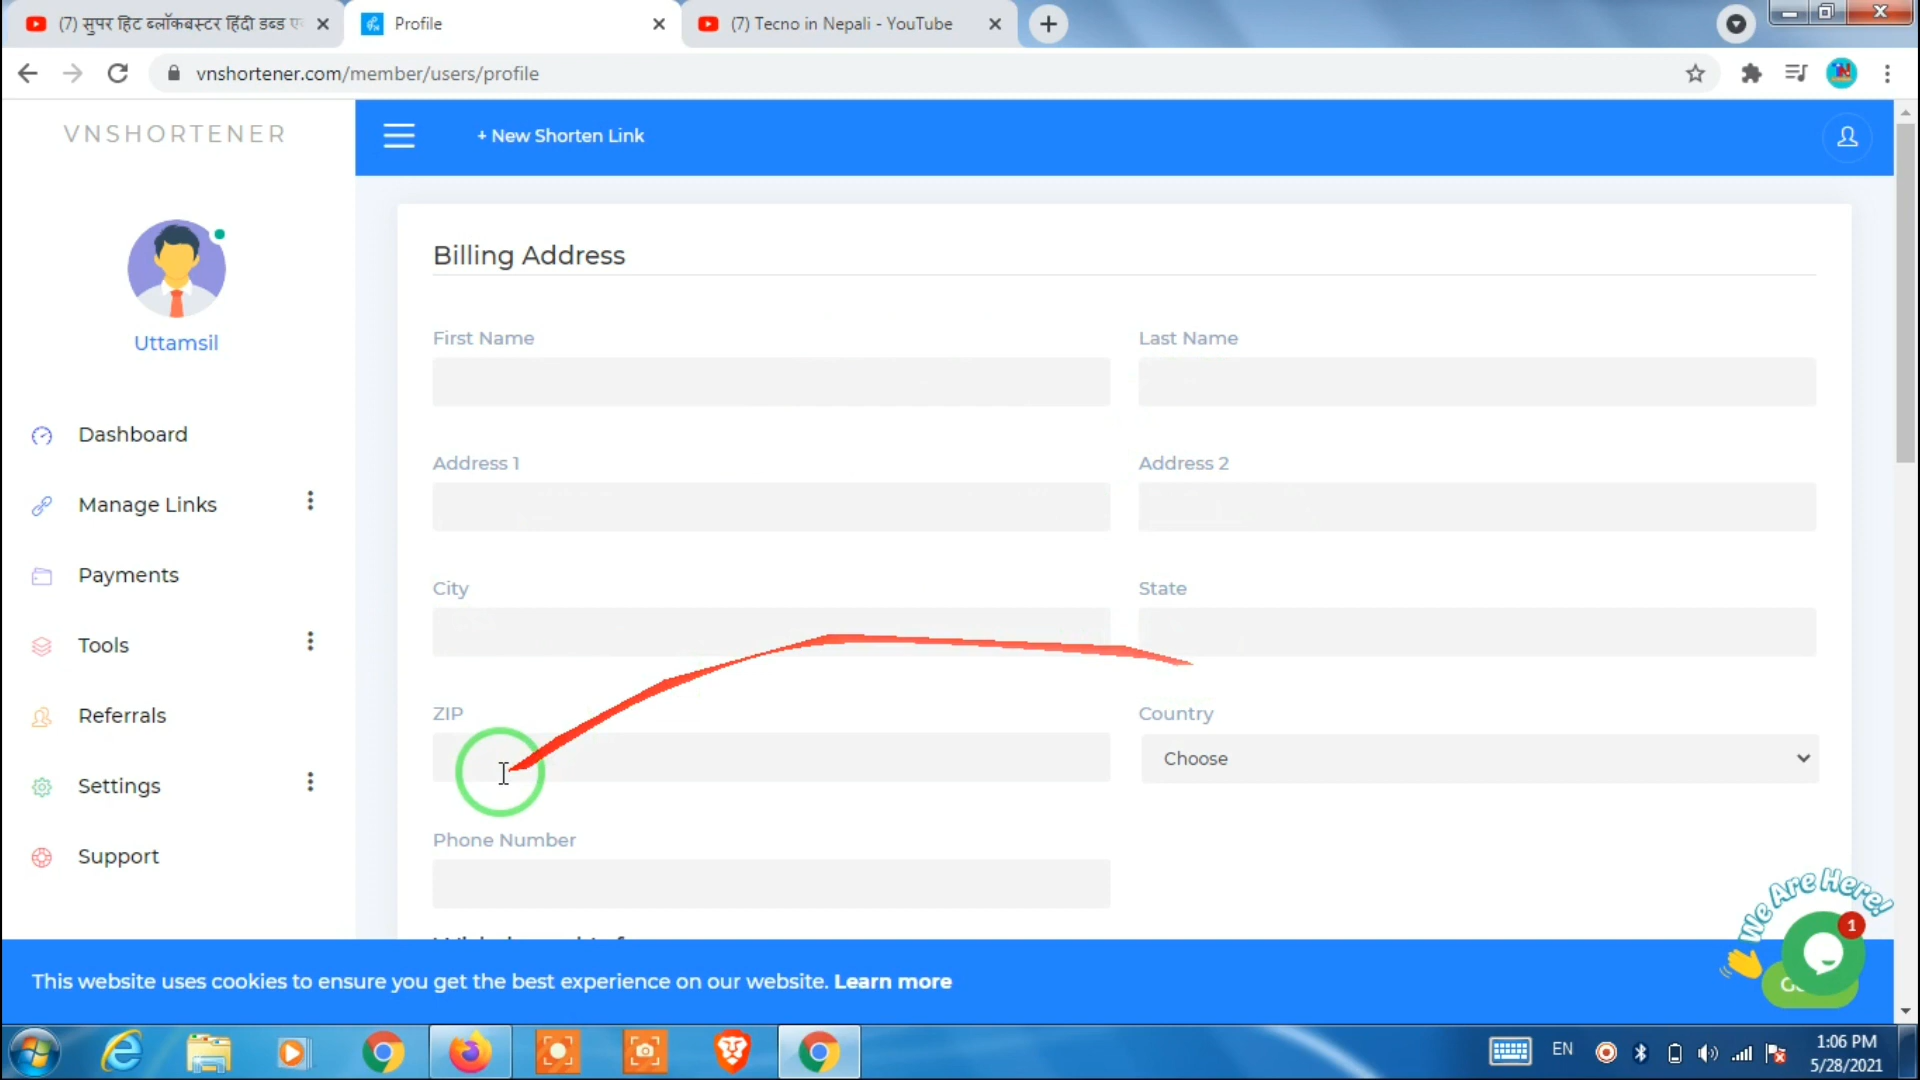 (7) सुपर हिट ब्लॉकबस्टर हिंदी डब्ड
Profile
(7) Tecno in Nepali - YouTube
vnshortener.com/member/users/profile
VNSHORTENER
+ New Shorten Link
Uttamsil
Dashboard
Manage Links
Payments
Tools
Referrals
Settings
Support
Billing Address
First Name
Last Name
Address 1
Address 2
City
State
ZIP
Country
Choose
Phone Number
We Are Here!
1
This website uses cookies to ensure you get the best experience on our website. Learn more
EN
1:06 PM
5/28/2021